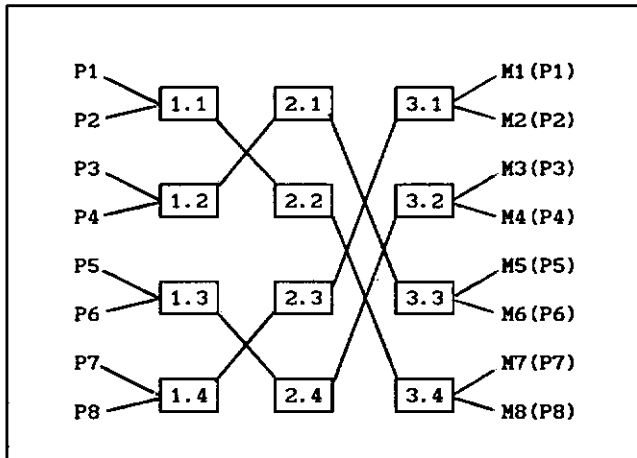 P1 M1(P1)
1.1 2.1 3.1
P2 M2(P2)
P3 M3(P3)
1.2 2.2 3.2
P4 M4(P4)
P5 M5(P5)
1.3 2.3 3.3
P6 M6(P6)
P7 M7(P7)
1.4 2.4 3.4
P8 M8(P8)